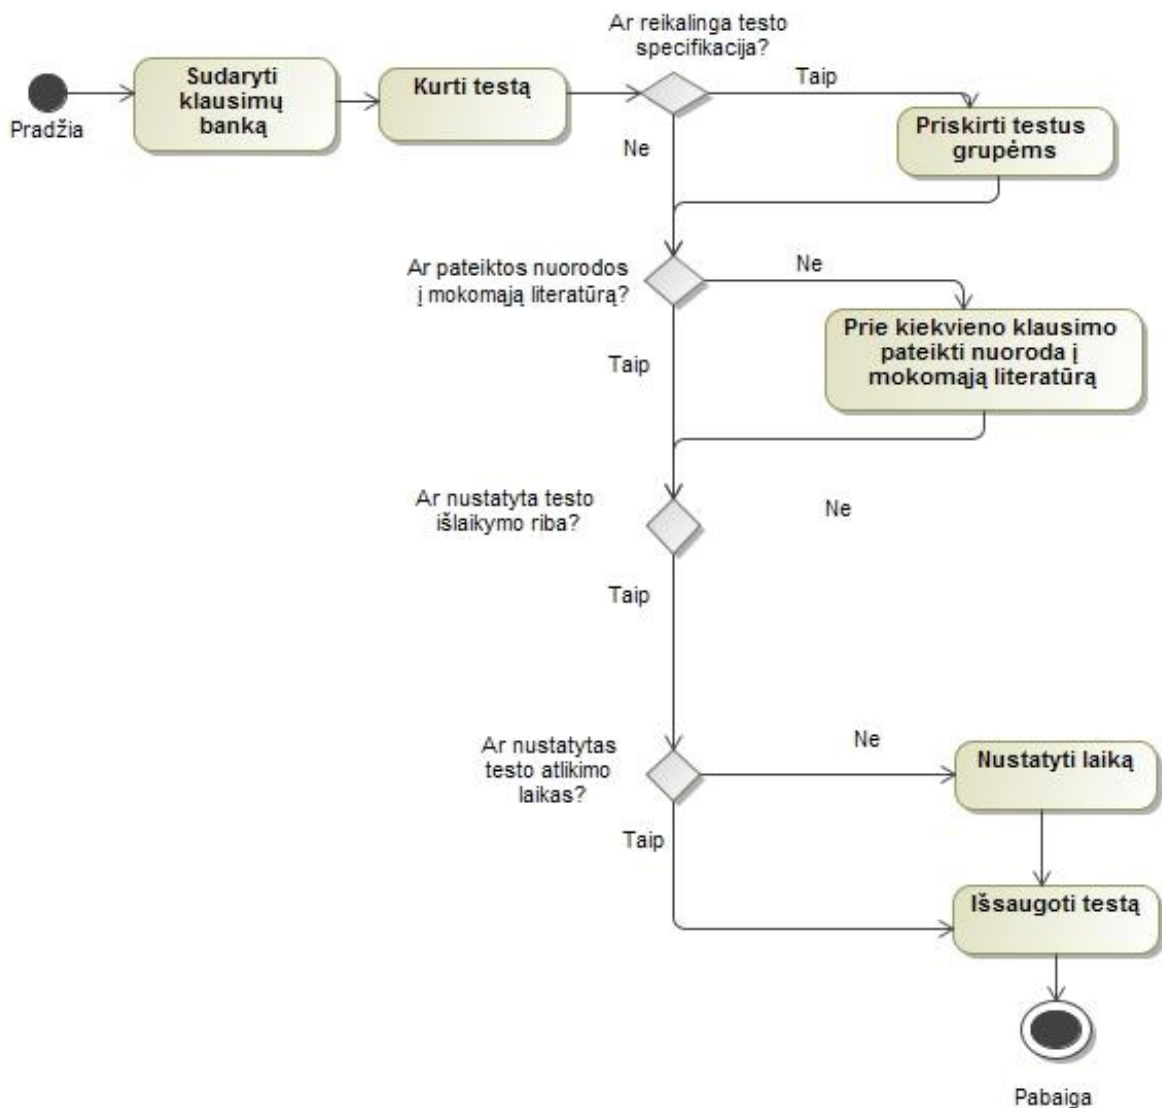 Ar reikalinga testo
specifikacija?
Pradžia
Sudaryti
klausimų
banką
Kurti testą
Taip
Priskirti testus
grupėms
Ne
Ar pateiktos nuorodos
į mokomąją literatūrą?
Ne
Prie kiekvieno klausimo
pateikti nuoroda į
mokomąją literatūrą
Taip
Ar nustatyta testo
išlaikymo riba?
Ne
Taip
Ar nustatytas
testo atlikimo
laikas?
Ne
Nustatyti laiką
Taip
Išsaugoti testą
Pabaiga